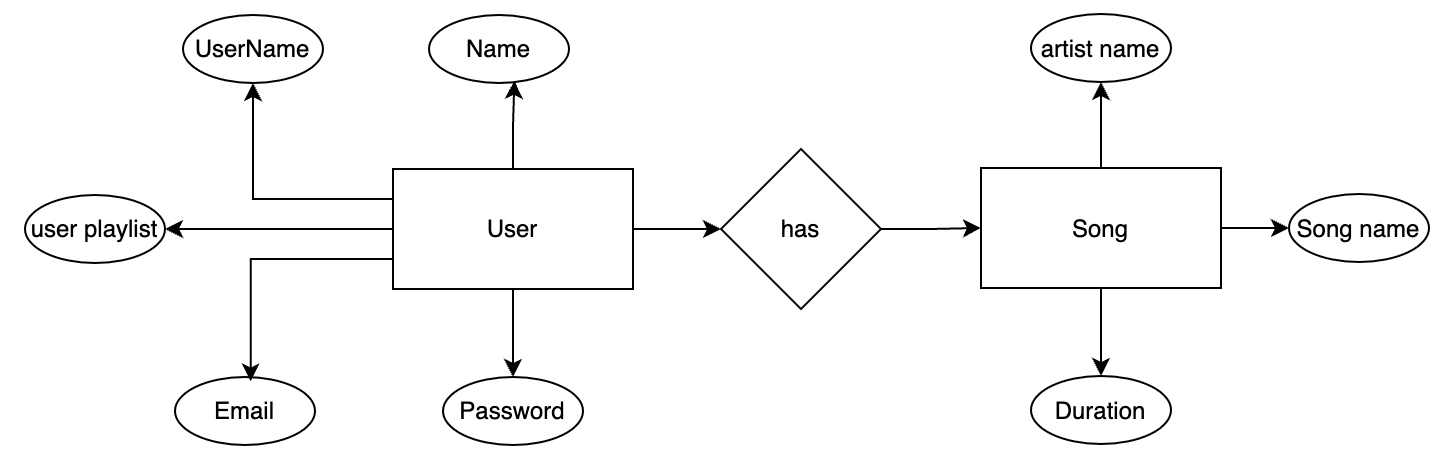 UserName
Name
artist name
user playlist
User
has
Song
Song name
Email
Password
Duration